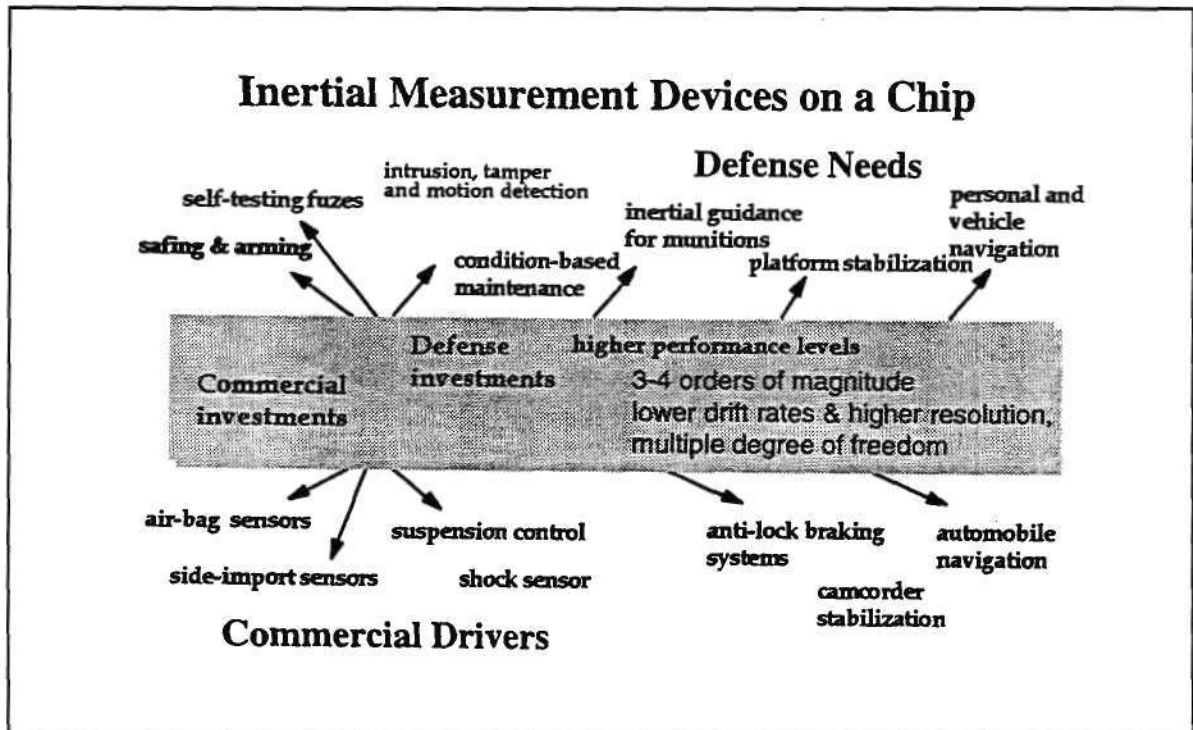 Inertial Measurement Devices on a Chip
Defense Needs
intrusion, tamper
and motion detection
self-testing fuzes
safing & arming
condition-based
maintenance
inertial guidance
for munitions
platform stabilization
personal and
vehicle
navigation
Commercial
investments
Defense
investments
higher performance levels
3-4 orders of magnitude
lower drift rates & higher resolution,
multiple degree of freedom
air-bag sensors
side-import sensors
suspension control
shock sensor
anti-lock braking
systems
camcorder
stabilization
automobile
navigation
Commercial Drivers